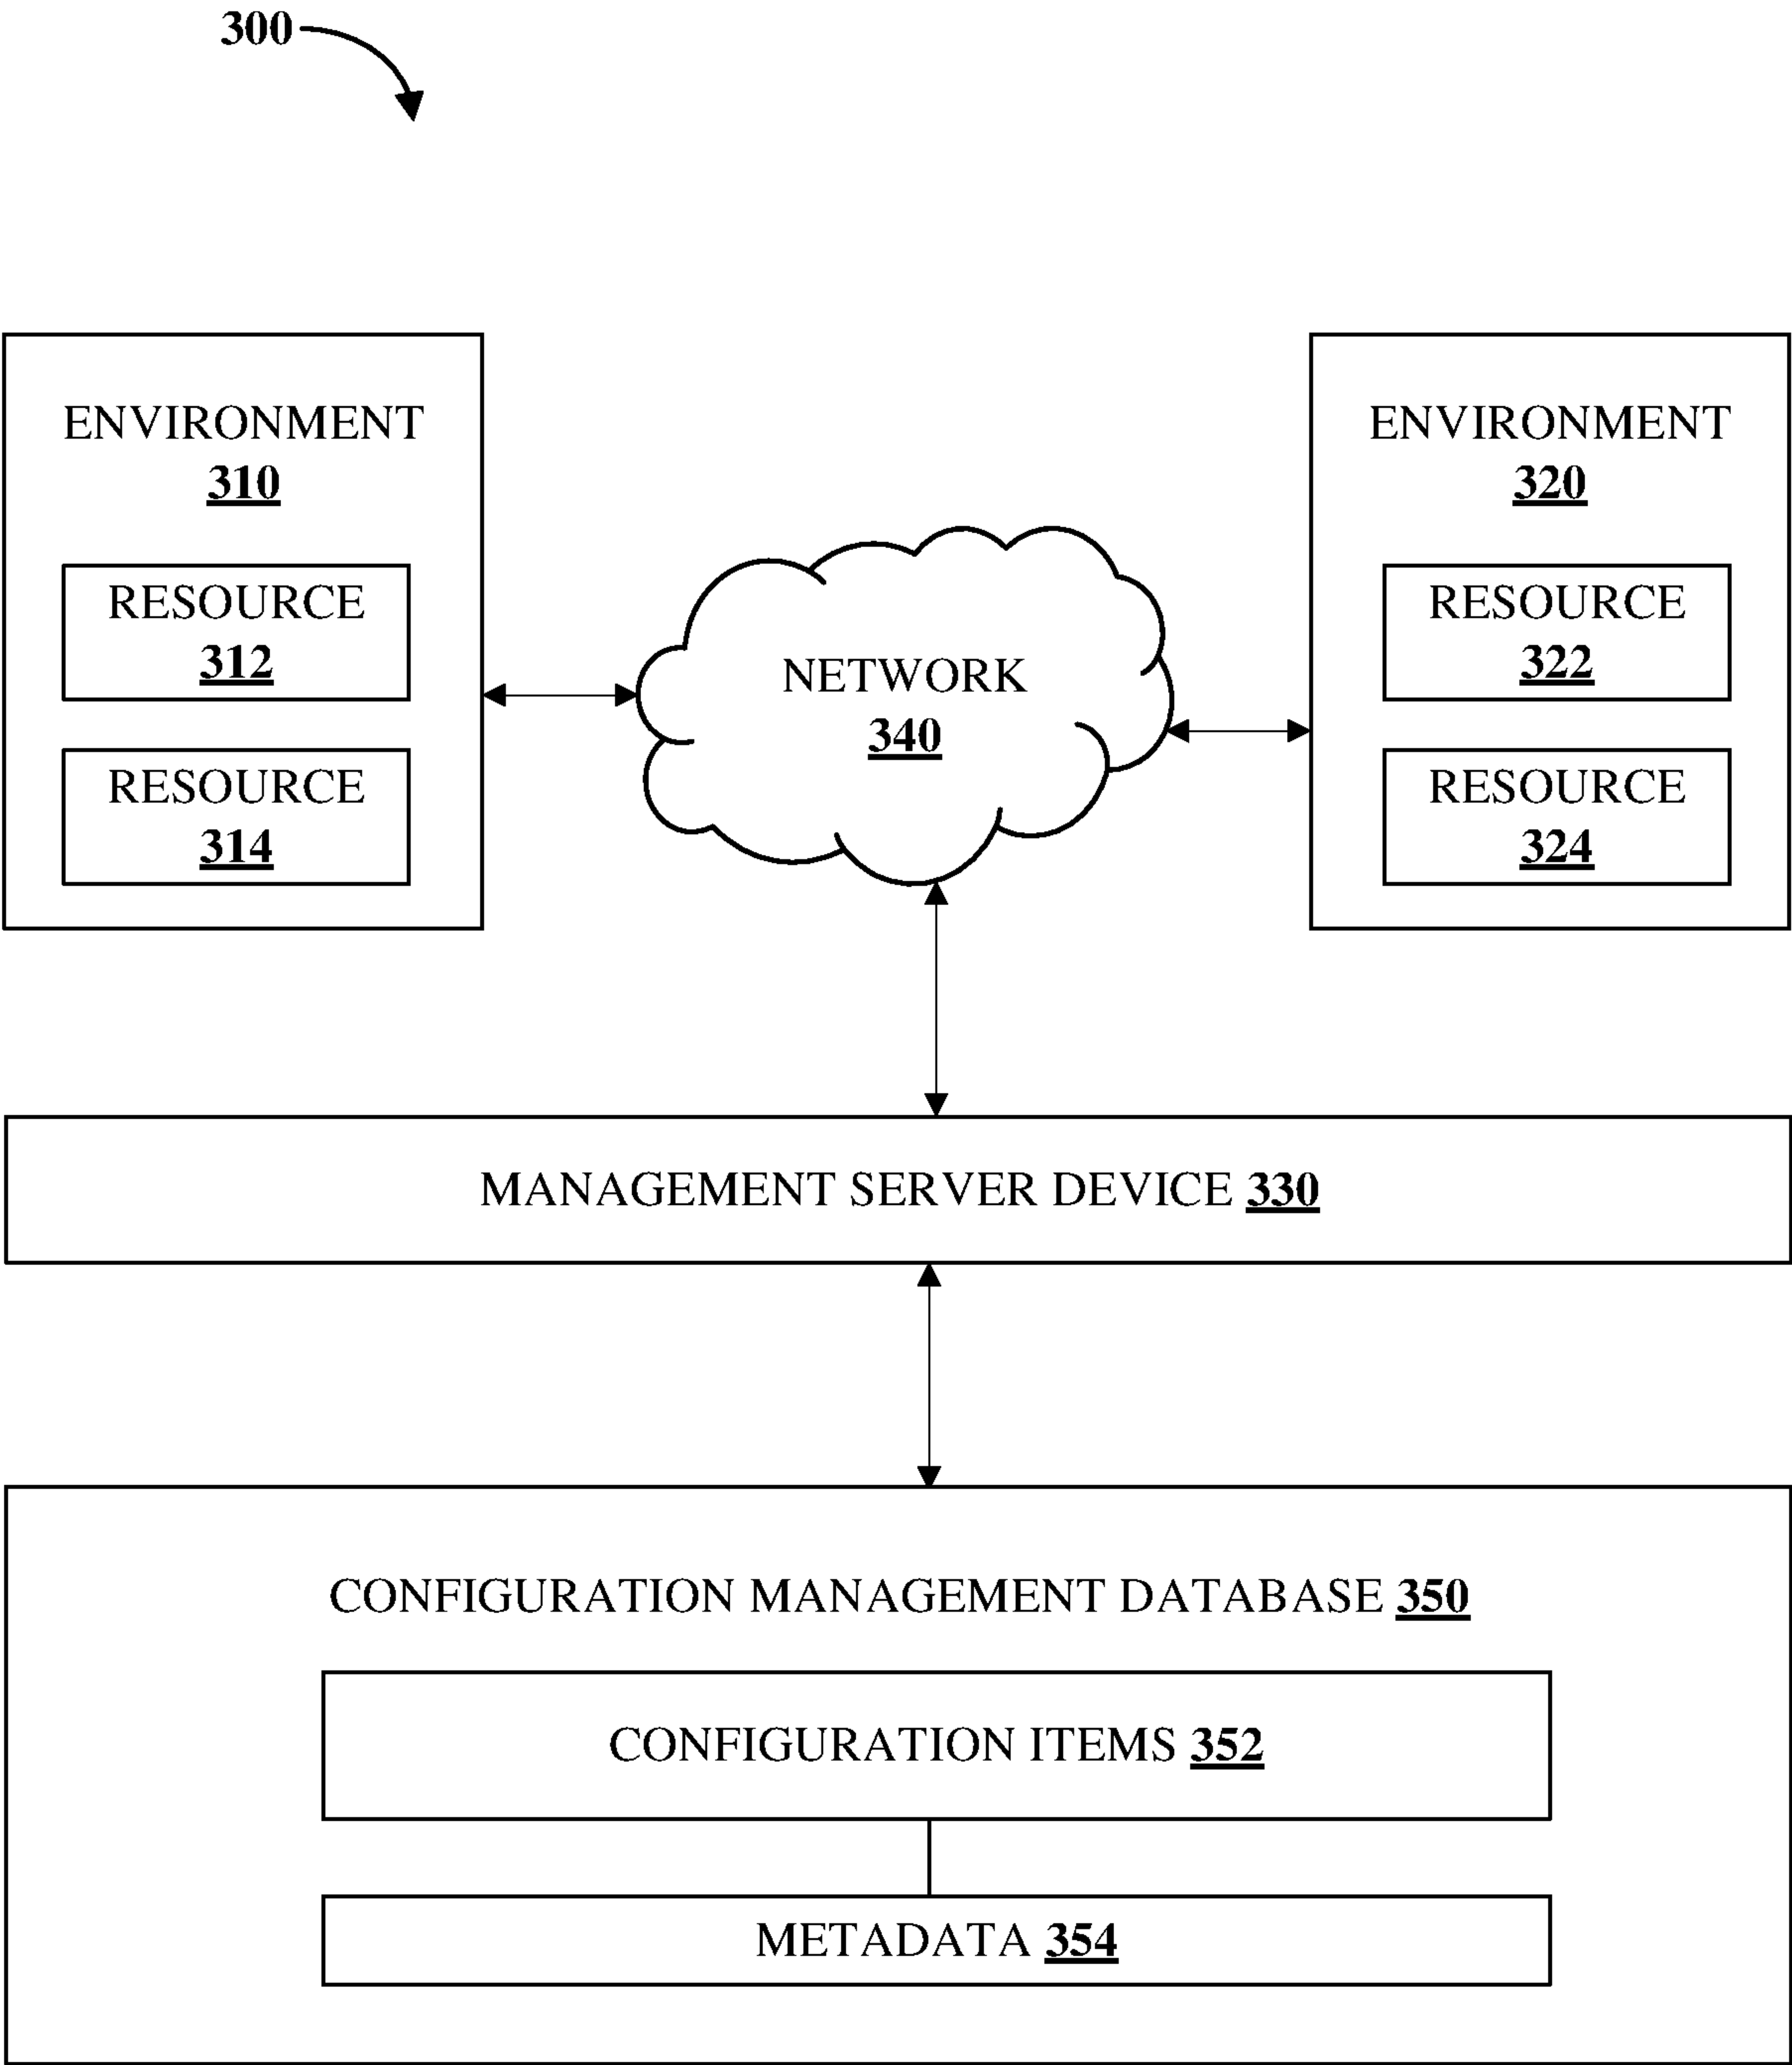 300
ENVIRONMENT
310
RESOURCE
312
RESOURCE
314
NETWORK
340
ENVIRONMENT
320
RESOURCE
322
RESOURCE
324
MANAGEMENT SERVER DEVICE 330
CONFIGURATION MANAGEMENT DATABASE 350
CONFIGURATION ITEMS 352
METADATA 354